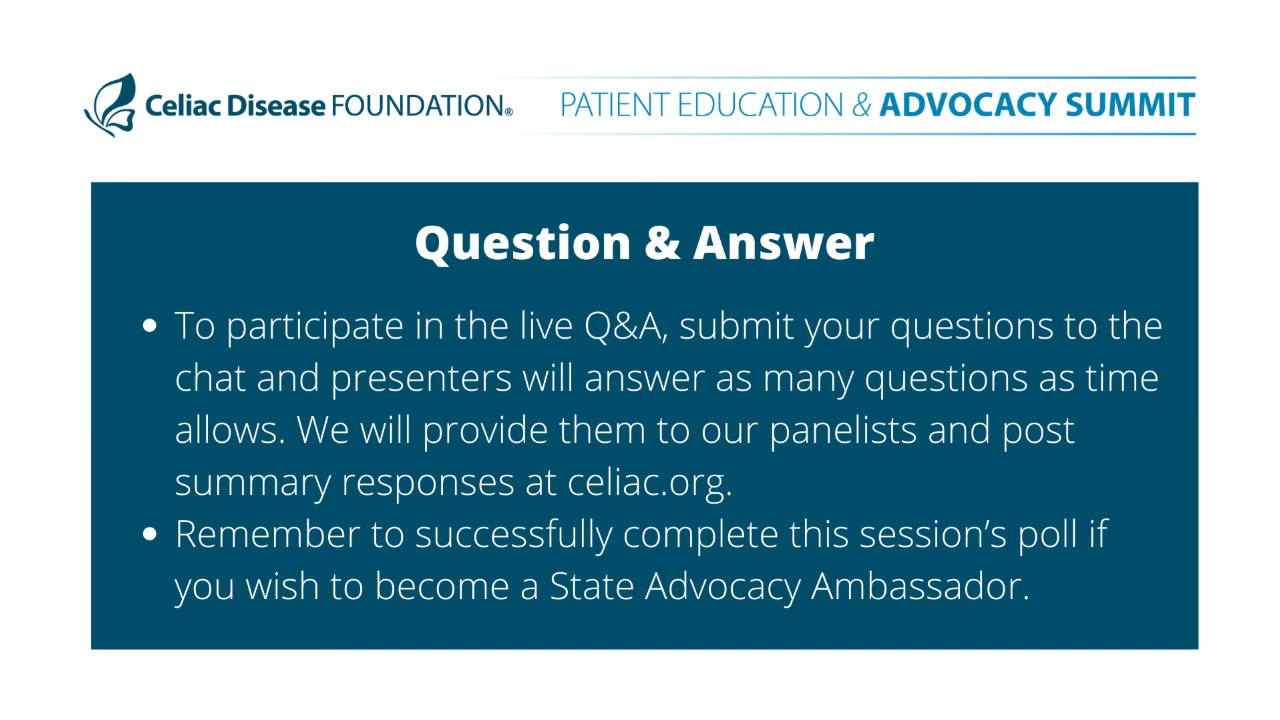 Celiac Disease FOUNDATION®
PATIENT EDUCATION & ADVOCACY SUMMIT
Question & Answer
• To participate in the live Q&A, submit your questions to the
chat and presenters will answer as many questions as time
allows. We will provide them to our panelists and post
summary responses at celiac.org.
• Remember to successfully complete this session’s poll if
you wish to become a State Advocacy Ambassador.